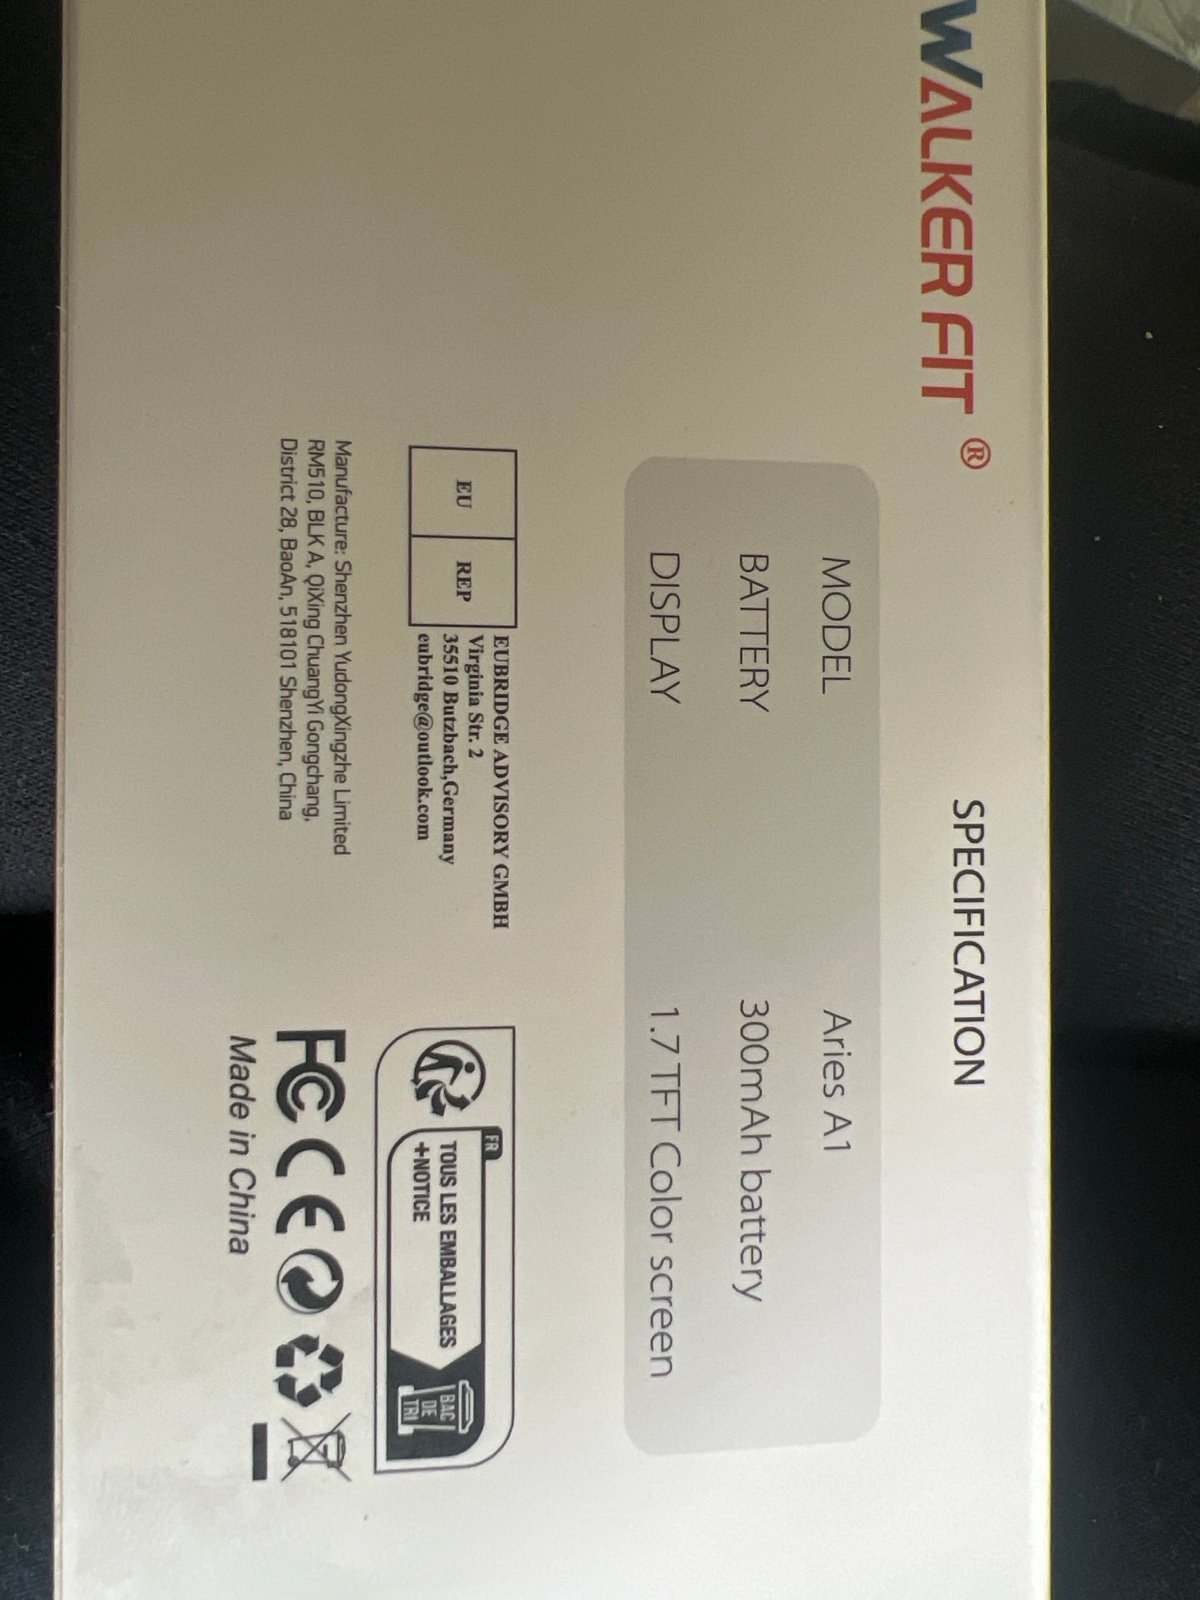 WALKER FIT ®
SPECIFICATION
MODEL Aries A1
BATTERY 300mAh battery
DISPLAY 1.7 TFT Color screen
EU REP
EUBRIDGE ADVISORY GMBH
Virginia Str. 2
35510 Butzbach,Germany
eubridge@outlook.com
Manufacture: Shenzhen YudongXingzhe Limited
RM510, BLK A, QiXing ChuangYi Gongchang,
District 28, BaoAn, 518101 Shenzhen, China
FR
TOUS LES EMBALLAGES
+NOTICE
BAC
DE
TRI
FC CE
Made in China